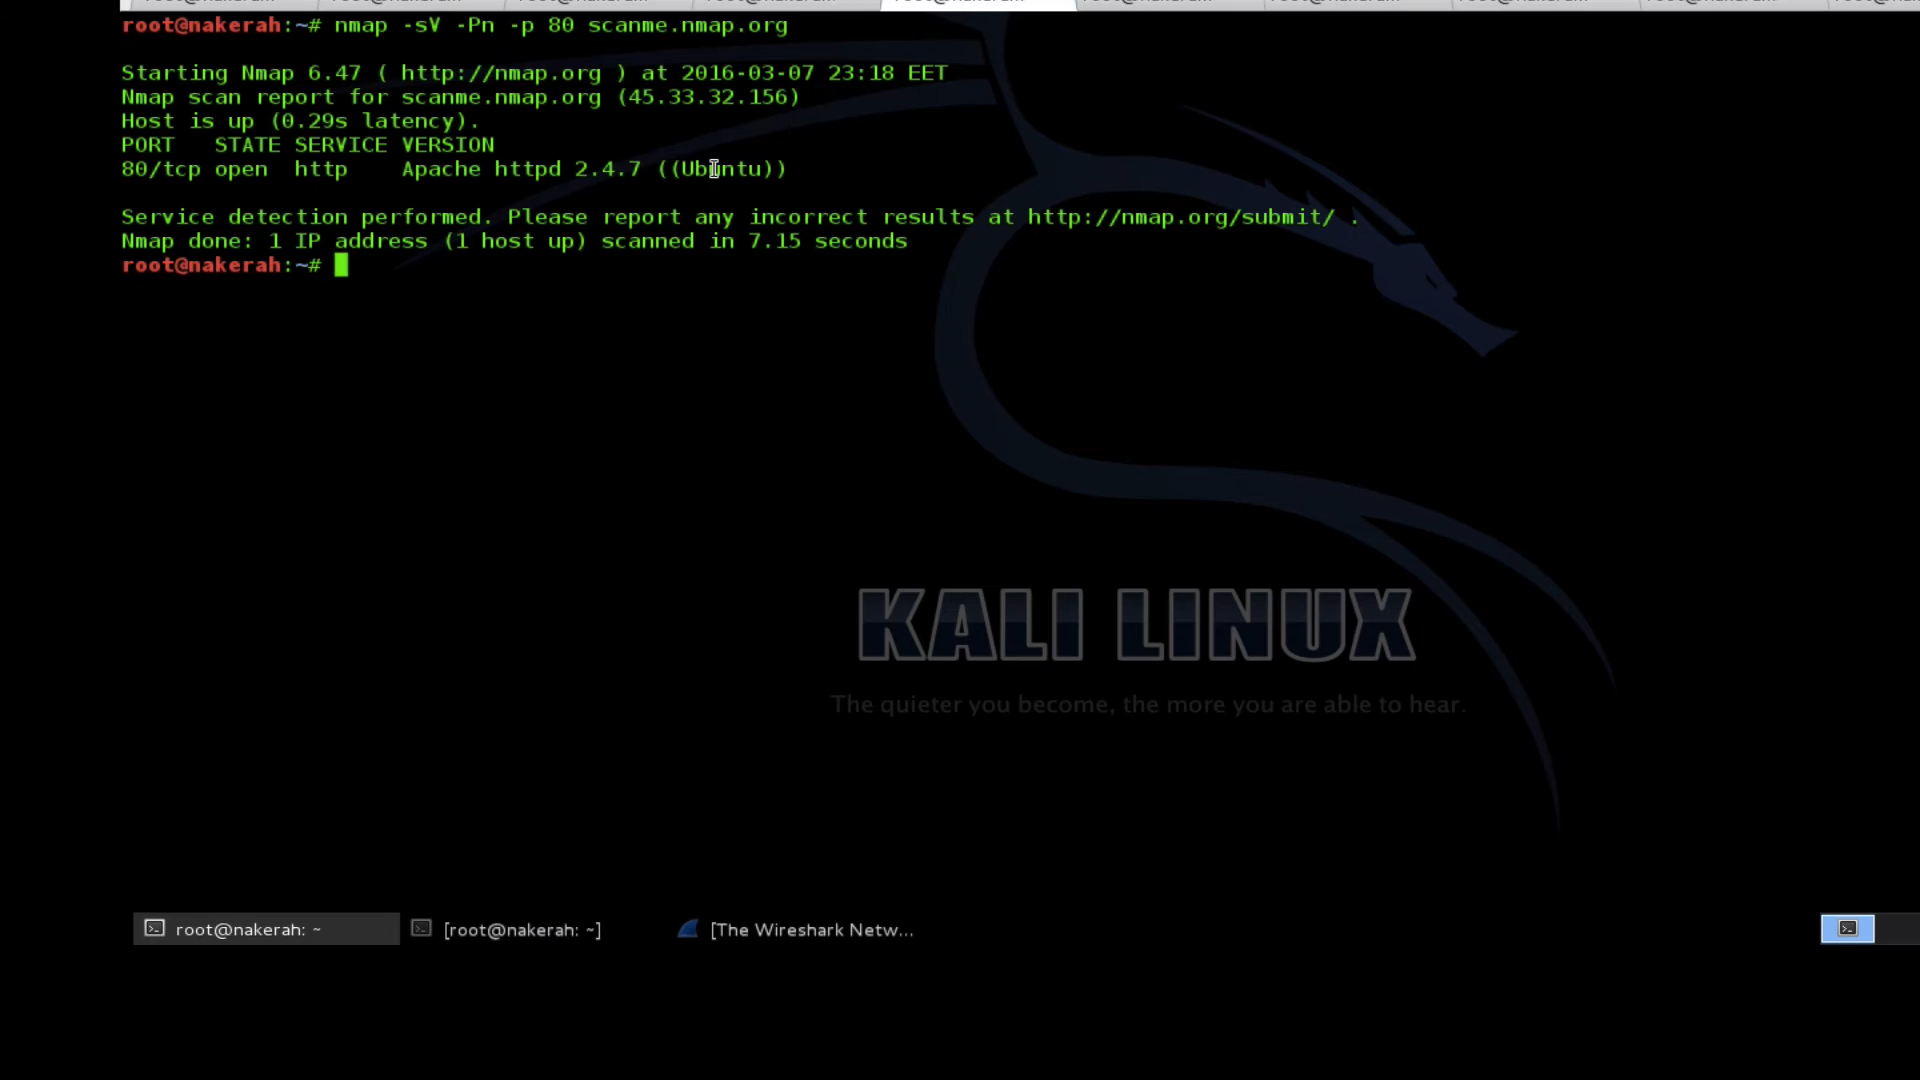 root@nakerah:~# nmap -sV -Pn -p 80 scanme.nmap.org
Starting Nmap 6.47 ( http://nmap.org ) at 2016-03-07 23:18 EET
Nmap scan report for scanme.nmap.org (45.33.32.156)
Host is up (0.29s latency).
PORT   STATE SERVICE VERSION
80/tcp open  http    Apache httpd 2.4.7 ((Ubuntu))
Service detection performed. Please report any incorrect results at http://nmap.org/submit/ .
Nmap done: 1 IP address (1 host up) scanned in 7.15 seconds
root@nakerah:~#
KALI LINUX
The quieter you become, the more you are able to hear.
root@nakerah: ~
[root@nakerah: ~]
[The Wireshark Netw...